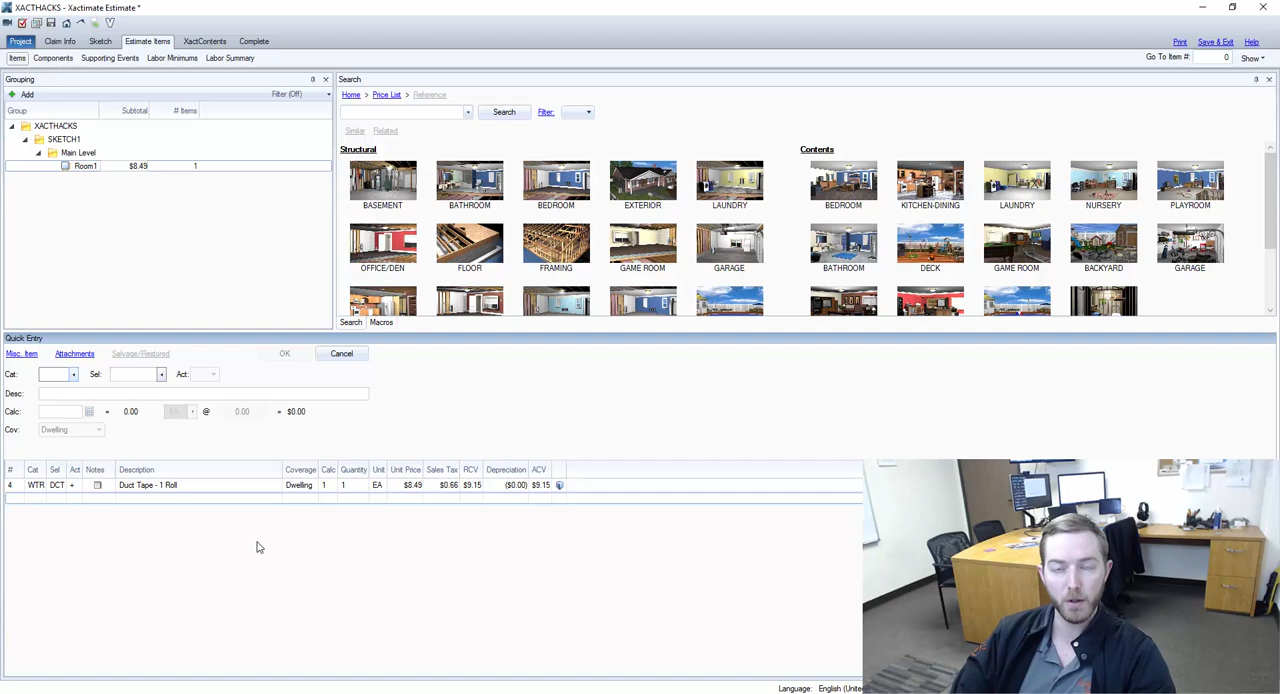 XACTHACKS - Xactimate Estimate *
Project Claim Info Sketch Estimate Items XactContents Complete
Print Save & Exit Help
Items Components Supporting Events Labor Minimums Labor Summary
Go To Item #: 0 Show
Grouping
Add Filter (Off)
Group Subtotal # Items
XACTHACKS
SKETCH1
Main Level
Room1 $8.49 1
Search
Home > Price List > Reference
Search Filter:
Similar Related
Structural
BASEMENT BATHROOM BEDROOM EXTERIOR LAUNDRY
OFFICE/DEN FLOOR FRAMING GAME ROOM GARAGE
Contents
BEDROOM KITCHEN-DINING LAUNDRY NURSERY PLAYROOM
BATHROOM DECK GAME ROOM BACKYARD GARAGE
Search Macros
Quick Entry
Misc. Item Attachments Salvage/Restored OK Cancel
Cat: Sel: Act:
Desc:
Calc: = 0.00 EA @ 0.00 = $0.00
Cov: Dwelling
# Cat Sel Act Notes Description Coverage Calc Quantity Unit Unit Price Sales Tax RCV Depreciation ACV
4 WTR DCT + Duct Tape - 1 Roll Dwelling 1 1 EA $8.49 $0.66 $9.15 ($0.00) $9.15
Language: English (Unite